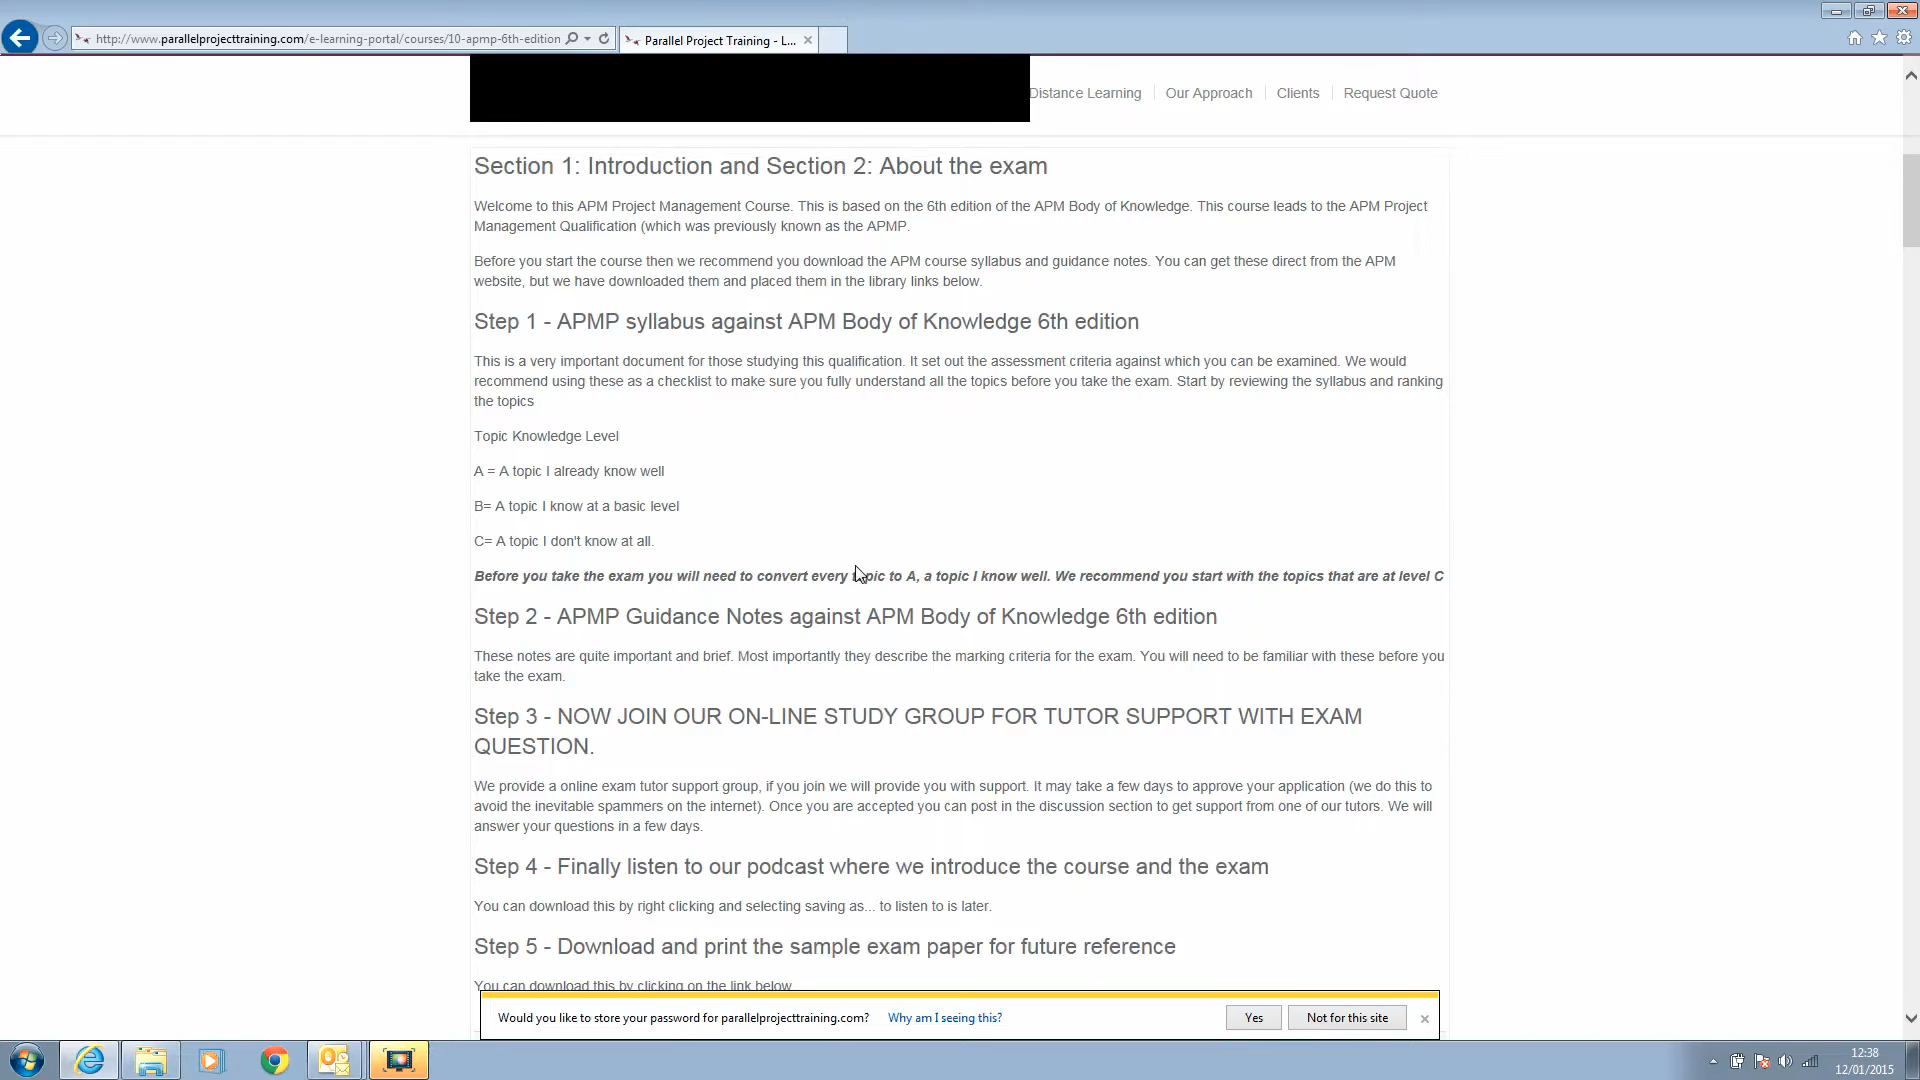 http://www.parallelprojecttraining.com/e-learning-portal/courses/10-apmp-6th-edition
Parallel Project Training - L...
Distance Learning
Our Approach
Clients
Request Quote
Section 1: Introduction and Section 2: About the exam
Welcome to this APM Project Management Course. This is based on the 6th edition of the APM Body of Knowledge. This course leads to the APM Project
Management Qualification (which was previously known as the APMP.
Before you start the course then we recommend you download the APM course syllabus and guidance notes. You can get these direct from the APM
website, but we have downloaded them and placed them in the library links below.
Step 1 - APMP syllabus against APM Body of Knowledge 6th edition
This is a very important document for those studying this qualification. It set out the assessment criteria against which you can be examined. We would
recommend using these as a checklist to make sure you fully understand all the topics before you take the exam. Start by reviewing the syllabus and ranking
the topics
Topic Knowledge Level
A = A topic I already know well
B= A topic I know at a basic level
C= A topic I don't know at all.
Before you take the exam you will need to convert every topic to A, a topic I know well. We recommend you start with the topics that are at level C
Step 2 - APMP Guidance Notes against APM Body of Knowledge 6th edition
These notes are quite important and brief. Most importantly they describe the marking criteria for the exam. You will need to be familiar with these before you
take the exam.
Step 3 - NOW JOIN OUR ON-LINE STUDY GROUP FOR TUTOR SUPPORT WITH EXAM
QUESTION.
We provide a online exam tutor support group, if you join we will provide you with support. It may take a few days to approve your application (we do this to
avoid the inevitable spammers on the internet). Once you are accepted you can post in the discussion section to get support from one of our tutors. We will
answer your questions in a few days.
Step 4 - Finally listen to our podcast where we introduce the course and the exam
You can download this by right clicking and selecting saving as... to listen to is later.
Step 5 - Download and print the sample exam paper for future reference
You can download this by clicking on the link below
Would you like to store your password for parallelprojecttraining.com?
Why am I seeing this?
Yes
Not for this site
12:38
12/01/2015